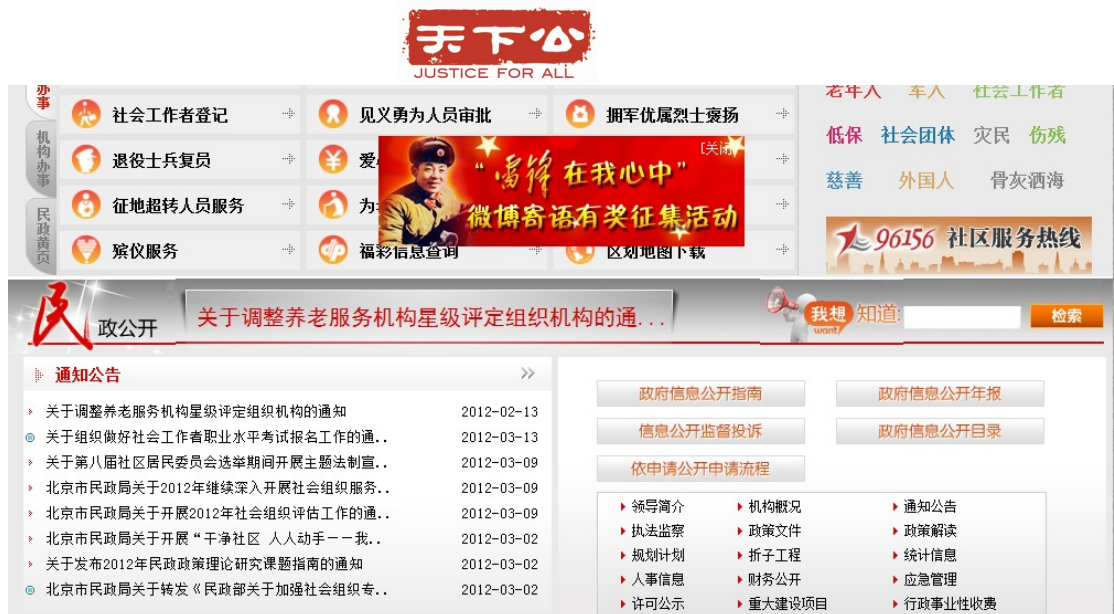 天下公
JUSTICE FOR ALL
办事
机构办事
民政黄页
社会工作者登记
见义勇为人员审批
拥军优属烈士褒扬
退役士兵复员
爱
征地超转人员服务
为
殡仪服务
福彩信息查询
区划地图下载
[关闭
“雷锋在我心中”
微博寄语有奖征集活动
老年人 军人 社会工作者
低保 社会团体 灾民 伤残
慈善 外国人 骨灰洒海
96156 社区服务热线
民政公开
关于调整养老服务机构星级评定组织机构的通...
我想知道:
want/
检索
通知公告
关于调整养老服务机构星级评定组织机构的通知 2012-02-13
关于组织做好社会工作者职业水平考试报名工作的通.. 2012-03-13
关于第八届社区居民委员会选举期间开展主题法制宣.. 2012-03-09
北京市民政局关于2012年继续深入开展社会组织服务.. 2012-03-09
北京市民政局关于开展2012年社会组织评估工作的通.. 2012-03-09
北京市民政局关于开展“干净社区 人人动手--我.. 2012-03-02
关于发布2012年民政政策理论研究课题指南的通知 2012-03-02
北京市民政局关于转发《民政部关于加强社会组织专.. 2012-03-02
政府信息公开指南 政府信息公开年报
信息公开监督投诉 政府信息公开目录
依申请公开申请流程
领导简介 机构概况 通知公告
执法监察 政策文件 政策解读
规划计划 折子工程 统计信息
人事信息 财务公开 应急管理
许可公示 重大建设项目 行政事业性收费